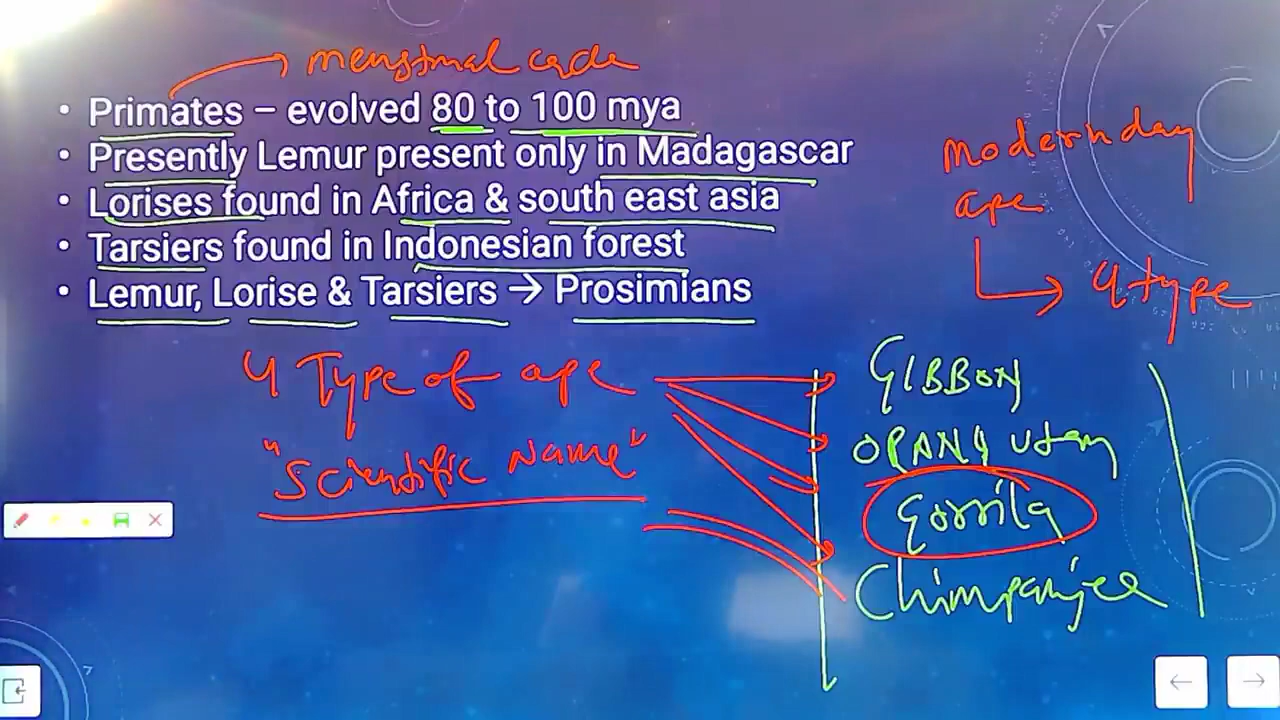 menstrual cycle
• Primates – evolved 80 to 100 mya
• Presently Lemur present only in Madagascar
• Lorises found in Africa & south east asia
• Tarsiers found in Indonesian forest
• Lemur, Lorise & Tarsiers → Prosimians
Modern day
ape
4 type
4 Type of ape
"Scientific Name"
GIBBON
ORANG utan
Gorrila
Chimpanjee